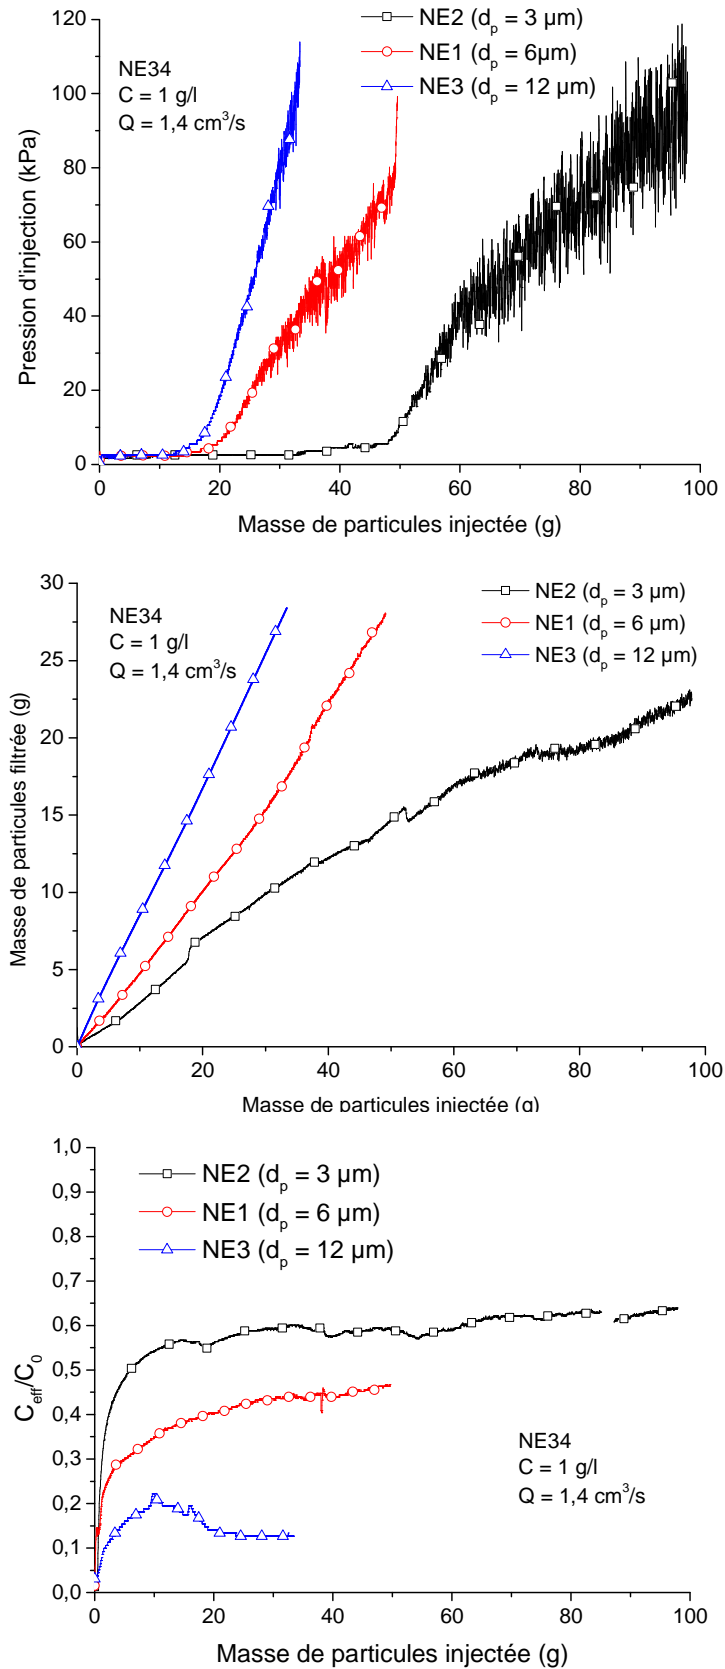 NE2 (dp = 3 µm)
NE1 (dp = 6µm)
NE3 (dp = 12 µm)
NE34
C = 1 g/l
Q = 1,4 cm³/s
Pression d'injection (kPa)
120
100
80
60
40
20
0
0 20 40 60 80 100
Masse de particules injectée (g)
NE2 (dp = 3 µm)
NE1 (dp = 6 µm)
NE3 (dp = 12 µm)
NE34
C = 1 g/l
Q = 1,4 cm³/s
Masse de particules filtrée (g)
30
25
20
15
10
5
0
0 20 40 60 80 100
Masse de particules injectée (g)
NE2 (dp = 3 µm)
NE1 (dp = 6 µm)
NE3 (dp = 12 µm)
Ceff/C0
1,0
0,9
0,8
0,7
0,6
0,5
0,4
0,3
0,2
0,1
0,0
NE34
C = 1 g/l
Q = 1,4 cm³/s
0 20 40 60 80 100
Masse de particules injectée (g)